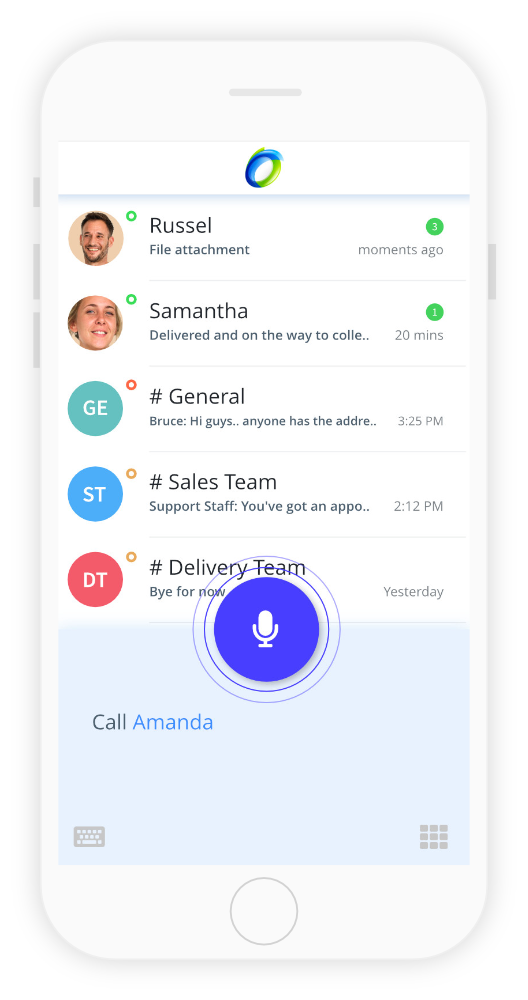 Russel
3
File attachment
moments ago
Samantha
1
Delivered and on the way to colle..
20 mins
GE
# General
Bruce: Hi guys.. anyone has the addre..
3:25 PM
ST
# Sales Team
Support Staff: You've got an appo..
2:12 PM
DT
# Delivery Team
Bye for now
Yesterday
Call Amanda